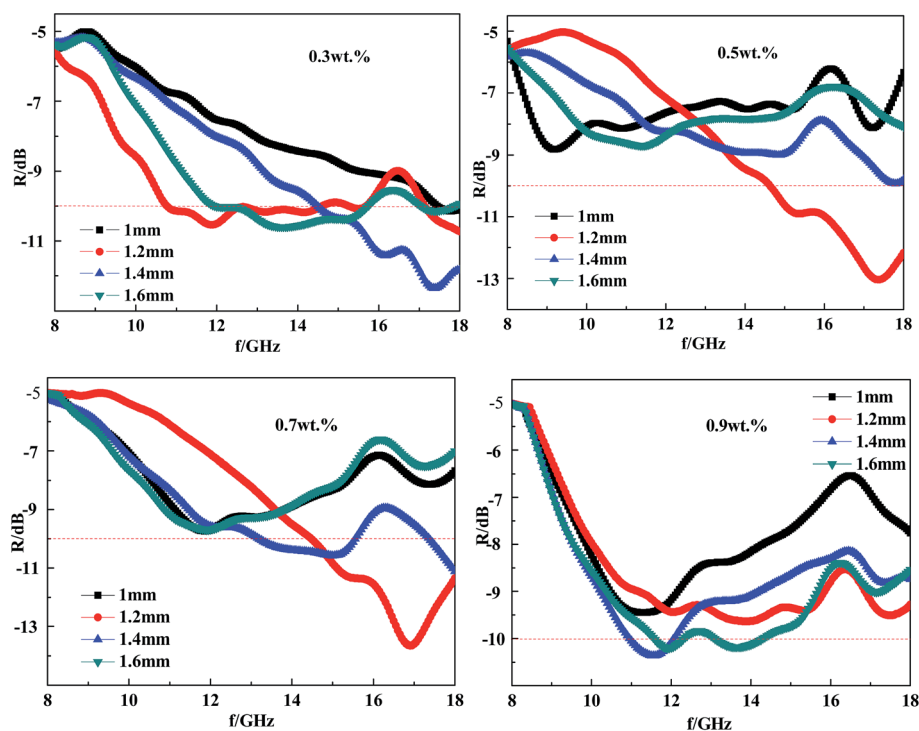 0.3wt.%
R/dB
-5
-7
-9
-11
1mm
1.2mm
1.4mm
1.6mm
8 10 12 14 16 18
f/GHz
0.5wt.%
R/dB
-5
-7
-9
-11
-13
1mm
1.2mm
1.4mm
1.6mm
8 10 12 14 16 18
f/GHz
0.7wt.%
R/dB
-5
-7
-9
-11
-13
1mm
1.2mm
1.4mm
1.6mm
8 10 12 14 16 18
f/GHz
0.9wt.%
R/dB
-5
-6
-7
-8
-9
-10
-11
1mm
1.2mm
1.4mm
1.6mm
8 10 12 14 16 18
f/GHz